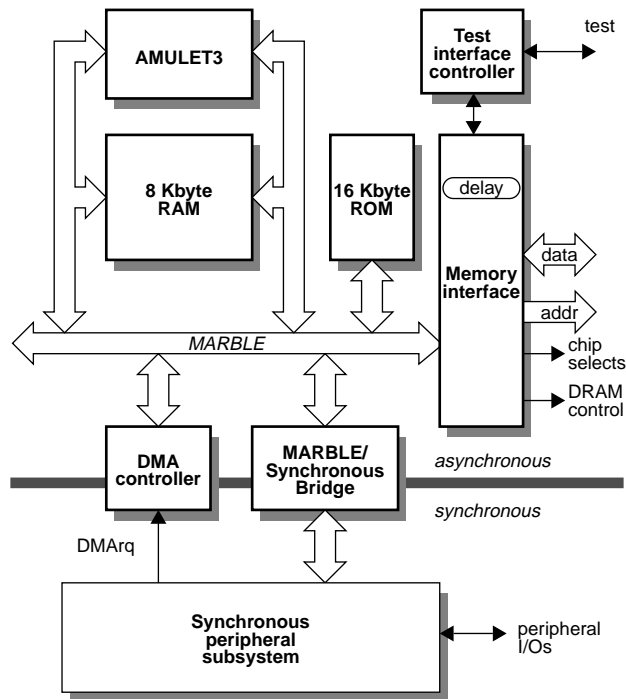 AMULET3
Test
interface
controller
test
8 Kbyte
RAM
16 Kbyte
ROM
delay
Memory
interface
data
addr
chip
selects
DRAM
control
MARBLE
DMA
controller
MARBLE/
Synchronous
Bridge
asynchronous
synchronous
DMArq
Synchronous
peripheral
subsystem
peripheral
I/Os